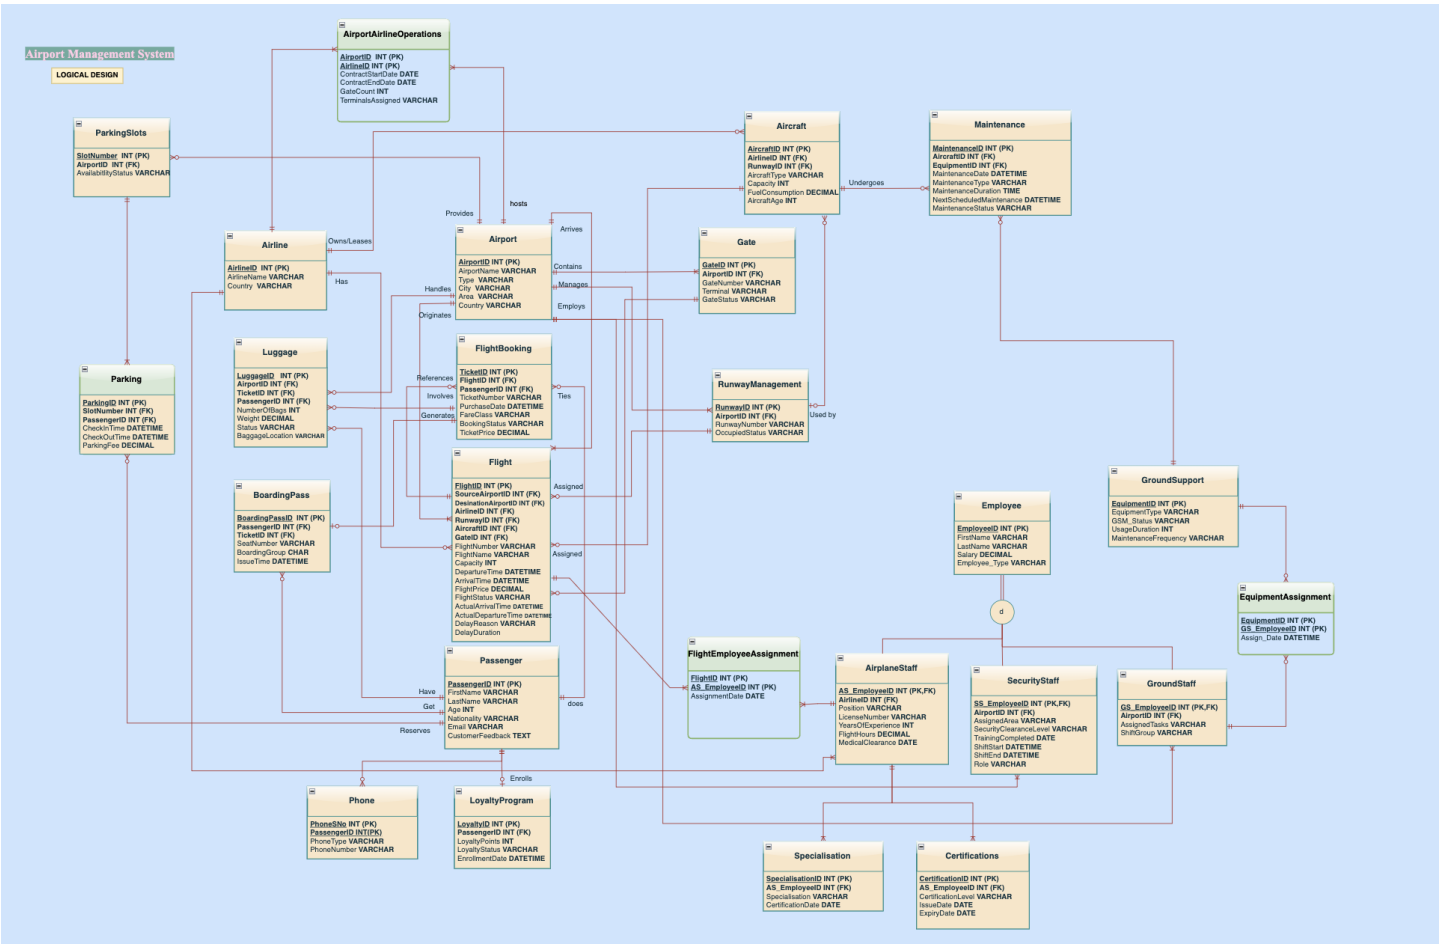 Airport Management System
LOGICAL DESIGN
AirportAirlineOperations
AirportID INT (PK)
AirlineID INT (PK)
ContractStartDate DATE
ContractEndDate DATE
GateCount INT
TerminalsAssigned VARCHAR
ParkingSlots
SlotNumber INT (PK)
AirportID INT (FK)
AvailabitlityStatus VARCHAR
Aircraft
AircraftID INT (PK)
AirlineID INT (FK)
RunwayID INT (FK)
AircraftType VARCHAR
Capacity INT
FuelConsumption DECIMAL
AircraftAge INT
Undergoes
Maintenance
MaintenanceID INT (PK)
AircraftID INT (FK)
EquipmentID INT (FK)
MaintenanceDate DATETIME
MaintenanceType VARCHAR
MaintenanceDuration TIME
NextScheduledMaintenance DATETIME
MaintenanceStatus VARCHAR
Provides
hosts
Arrives
Owns/Leases
Has
Airline
AirlineID INT (PK)
AirlineName VARCHAR
Country VARCHAR
Airport
AirportID INT (PK)
AirportName VARCHAR
Type VARCHAR
City VARCHAR
Area VARCHAR
Country VARCHAR
Contains
Manages
Employs
Handles
Originates
Gate
GateID INT (PK)
AirportID INT (FK)
GateNumber VARCHAR
Terminal VARCHAR
GateStatus VARCHAR
Luggage
LuggageID INT (PK)
AirportID INT (FK)
TicketID INT (FK)
PassengerID INT (FK)
NumberOfBags INT
Weight DECIMAL
Status VARCHAR
BaggageLocation VARCHAR
References
Involves
Generates
FlightBooking
TicketID INT (PK)
FlightID INT (FK)
PassengerID INT (FK)
TicketNumber VARCHAR
PurchaseDate DATETIME
FareClass VARCHAR
BookingStatus VARCHAR
TicketPrice DECIMAL
Ties
RunwayManagement
RunwayID INT (PK)
AirportID INT (FK)
RunwayNumber VARCHAR
OccupiedStatus VARCHAR
Used by
Parking
ParkingID INT (PK)
SlotNumber INT (FK)
PassengerID INT (FK)
CheckInTime DATETIME
CheckOutTime DATETIME
ParkingFee DECIMAL
Flight
FlightID INT (PK)
SourceAirportID INT (FK)
DesinationAirportID INT (FK)
AirlineID INT (FK)
RunwayID INT (FK)
AircraftID INT (FK)
GateID INT (FK)
FlightNumber VARCHAR
FlightName VARCHAR
Capacity INT
DepartureTime DATETIME
ArrivalTime DATETIME
FlightPrice DECIMAL
FlightStatus VARCHAR
ActualArrivalTime DATETIME
ActualDepartureTime DATETIME
DelayReason VARCHAR
DelayDuration
Assigned
Assigned
BoardingPass
BoardingPassID INT (PK)
PassengerID INT (FK)
TicketID INT (FK)
SeatNumber VARCHAR
BoardingGroup CHAR
IssueTime DATETIME
Employee
EmployeeID INT (PK)
FirstName VARCHAR
LastName VARCHAR
Salary DECIMAL
Employee_Type VARCHAR
d
GroundSupport
EquipmentID INT (PK)
EquipmentType VARCHAR
GSM_Status VARCHAR
UsageDuration INT
MaintenanceFrequency VARCHAR
EquipmentAssignment
EquipmentID INT (PK)
GS_EmployeeID INT (PK)
Assign_Date DATETIME
Passenger
PassengerID INT (PK)
FirstName VARCHAR
LastName VARCHAR
Age INT
Nationality VARCHAR
Email VARCHAR
CustomerFeedback TEXT
Have
Get
Reserves
does
Enrolls
FlightEmployeeAssignment
FlightID INT (PK)
AS_EmployeeID INT (PK)
AssignmentDate DATE
AirplaneStaff
AS_EmployeeID INT (PK,FK)
AirlineID INT (FK)
Position VARCHAR
LicenseNumber VARCHAR
YearsOfExperience INT
FlightHours DECIMAL
MedicalClearance DATE
SecurityStaff
SS_EmployeeID INT (PK,FK)
AirportID INT (FK)
AssignedArea VARCHAR
SecurityClearanceLevel VARCHAR
TrainingCompleted DATE
ShiftStart DATETIME
ShiftEnd DATETIME
Role VARCHAR
GroundStaff
GS_EmployeeID INT (PK,FK)
AirportID INT (FK)
AssignedTasks VARCHAR
ShiftGroup VARCHAR
Phone
PhoneSNo INT (PK)
PassengerID INT(PK)
PhoneType VARCHAR
PhoneNumber VARCHAR
LoyaltyProgram
LoyaltyID INT (PK)
PassengerID INT (FK)
LoyaltyPoints INT
LoyaltyStatus VARCHAR
EnrollmentDate DATETIME
Specialisation
SpecialisationID INT (PK)
AS_EmployeeID INT (FK)
Specialisation VARCHAR
CertificationDate DATE
Certifications
CertificationID INT (PK)
AS_EmployeeID INT (FK)
CertificationLevel VARCHAR
IssueDate DATE
ExpiryDate DATE